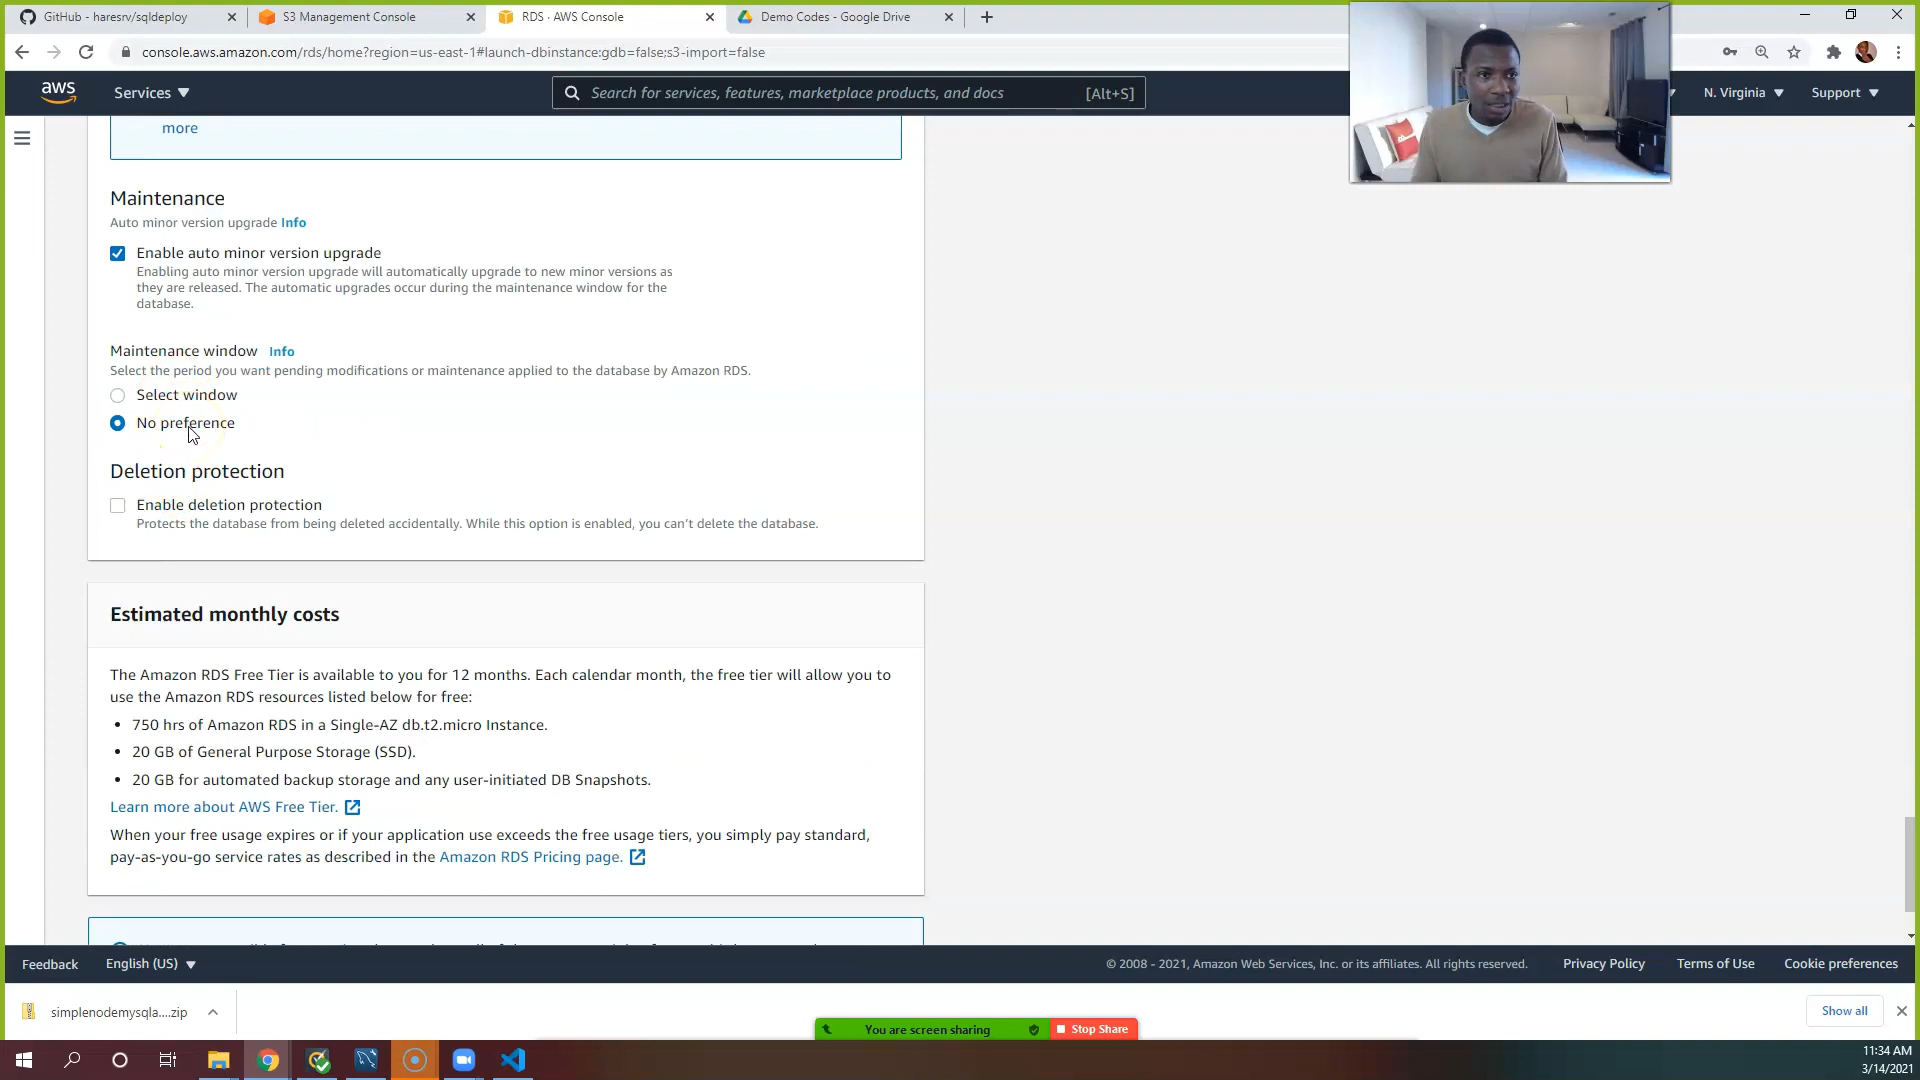 GitHub - haresrv/sqldeploy
S3 Management Console
RDS · AWS Console
Demo Codes - Google Drive
console.aws.amazon.com/rds/home?region=us-east-1#launch-dbinstance:gdb=false;s3-import=false
aws
Services
Search for services, features, marketplace products, and docs
[Alt+S]
N. Virginia
Support
more
Maintenance
Auto minor version upgrade Info
Enable auto minor version upgrade
Enabling auto minor version upgrade will automatically upgrade to new minor versions as
they are released. The automatic upgrades occur during the maintenance window for the
database.
Maintenance window Info
Select the period you want pending modifications or maintenance applied to the database by Amazon RDS.
Select window
No preference
Deletion protection
Enable deletion protection
Protects the database from being deleted accidentally. While this option is enabled, you can't delete the database.
Estimated monthly costs
The Amazon RDS Free Tier is available to you for 12 months. Each calendar month, the free tier will allow you to
use the Amazon RDS resources listed below for free:
• 750 hrs of Amazon RDS in a Single-AZ db.t2.micro Instance.
• 20 GB of General Purpose Storage (SSD).
• 20 GB for automated backup storage and any user-initiated DB Snapshots.
Learn more about AWS Free Tier.
When your free usage expires or if your application use exceeds the free usage tiers, you simply pay standard,
pay-as-you-go service rates as described in the Amazon RDS Pricing page.
Feedback
English (US)
© 2008 - 2021, Amazon Web Services, Inc. or its affiliates. All rights reserved.
Privacy Policy
Terms of Use
Cookie preferences
simplenodemysqla....zip
Show all
You are screen sharing
Stop Share
11:34 AM
3/14/2021